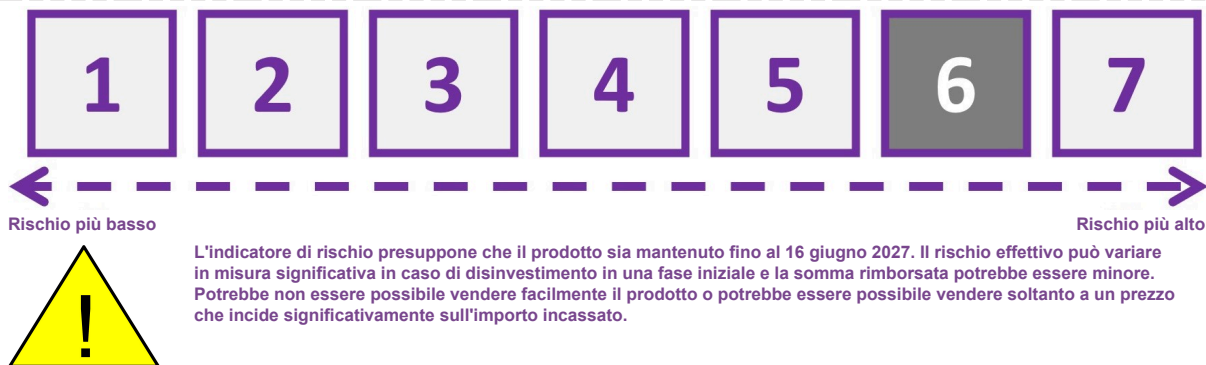 1 2 3 4 5 6 7
Rischio più basso Rischio più alto
L'indicatore di rischio presuppone che il prodotto sia mantenuto fino al 16 giugno 2027. Il rischio effettivo può variare
in misura significativa in caso di disinvestimento in una fase iniziale e la somma rimborsata potrebbe essere minore.
Potrebbe non essere possibile vendere facilmente il prodotto o potrebbe essere possibile vendere soltanto a un prezzo
che incide significativamente sull'importo incassato.
!